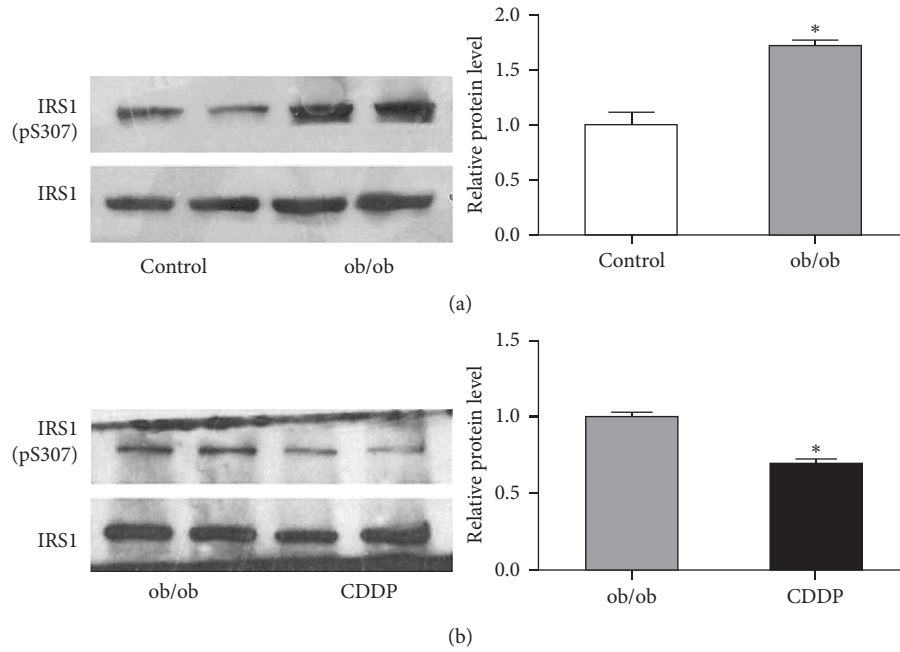 IRS1
(pS307)
IRS1
Control ob/ob
Relative protein level
2.0
1.5
1.0
0.5
0.0
*
Control ob/ob
(a)
IRS1
(pS307)
IRS1
ob/ob CDDP
Relative protein level
1.5
1.0
0.5
0.0
*
ob/ob CDDP
(b)